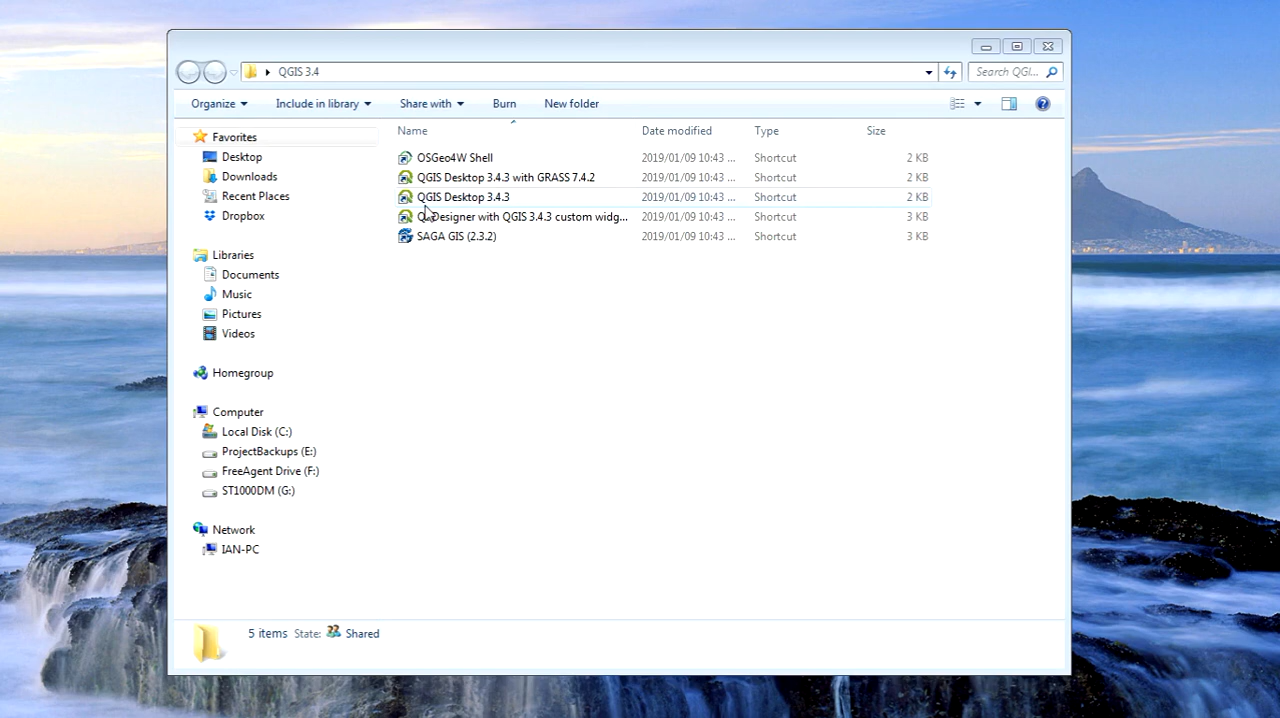 QGIS 3.4
Search QGI...
Organize Include in library Share with Burn New folder
Name Date modified Type Size
Favorites
Desktop
Downloads
Recent Places
Dropbox
Libraries
Documents
Music
Pictures
Videos
Homegroup
Computer
Local Disk (C:)
ProjectBackups (E:)
FreeAgent Drive (F:)
ST1000DM (G:)
Network
IAN-PC
OSGeo4W Shell 2019/01/09 10:43 ... Shortcut 2 KB
QGIS Desktop 3.4.3 with GRASS 7.4.2 2019/01/09 10:43 ... Shortcut 2 KB
QGIS Desktop 3.4.3 2019/01/09 10:43 ... Shortcut 2 KB
Designer with QGIS 3.4.3 custom widg... 2019/01/09 10:43 ... Shortcut 3 KB
SAGA GIS (2.3.2) 2019/01/09 10:43 ... Shortcut 3 KB
5 items State: Shared